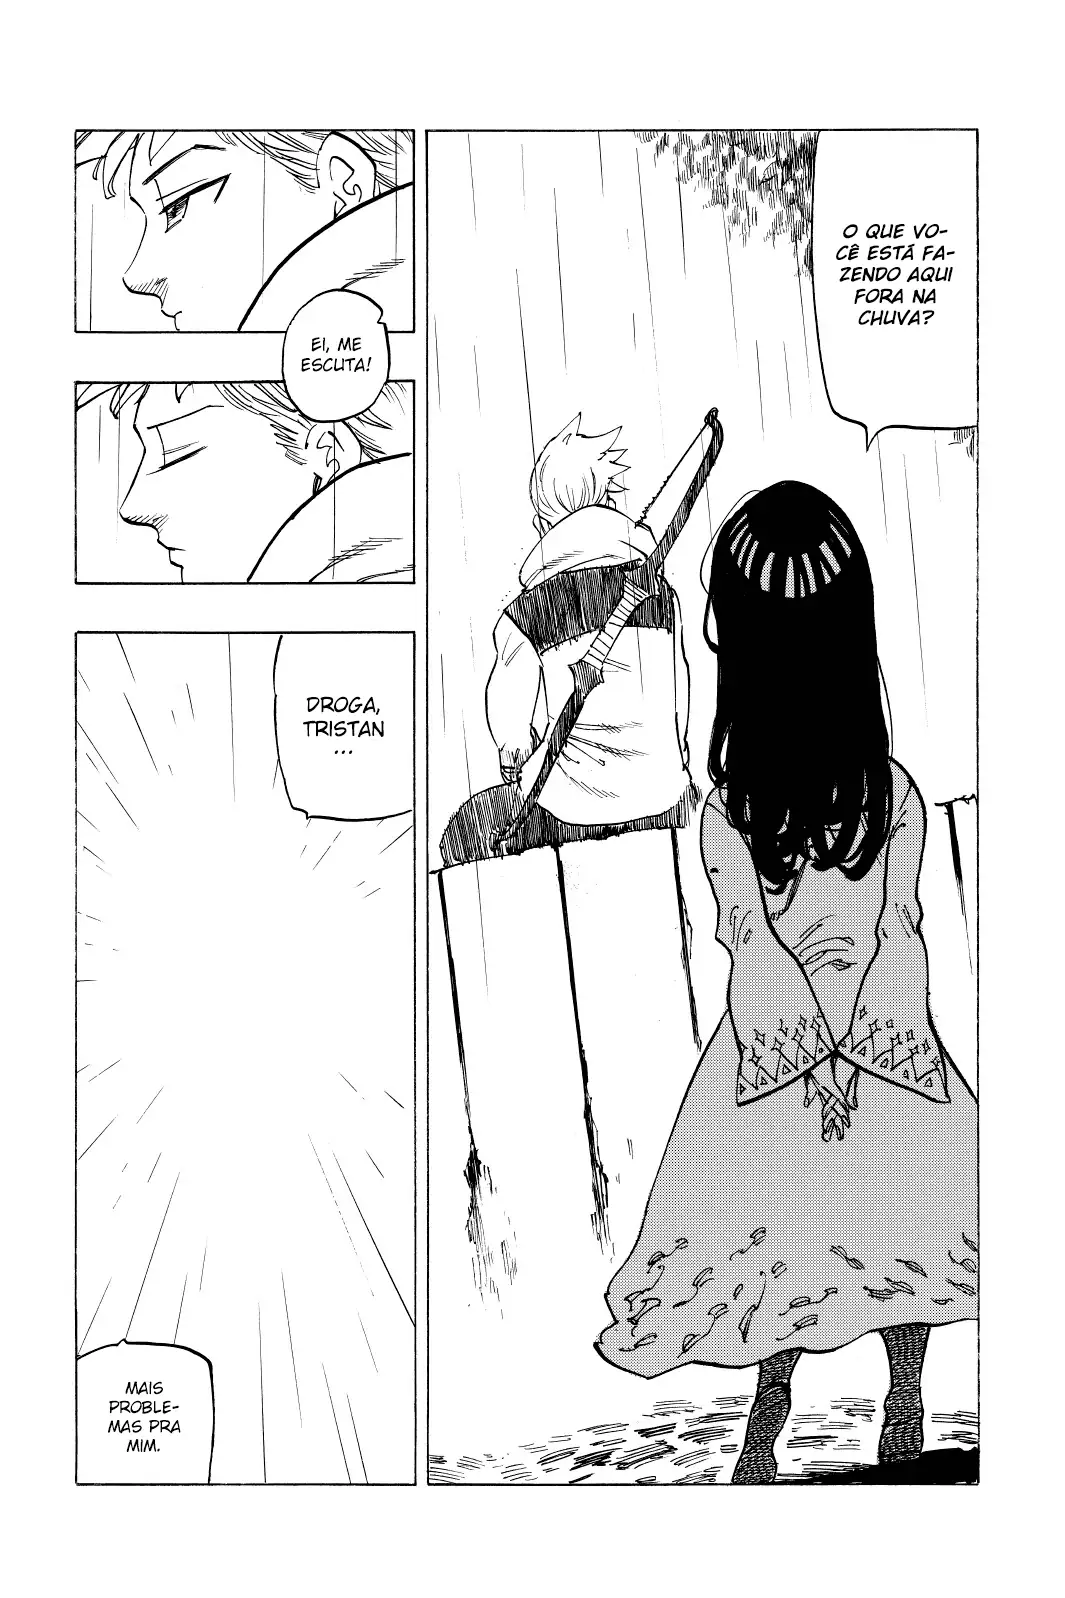 O QUE VO-
CÊ ESTÁ FA-
ZENDO AQUI
FORA NA
CHUVA?
EI, ME
ESCUTA!
DROGA,
TRISTAN
...
MAIS
PROBLE-
MAS PRA
MIM.